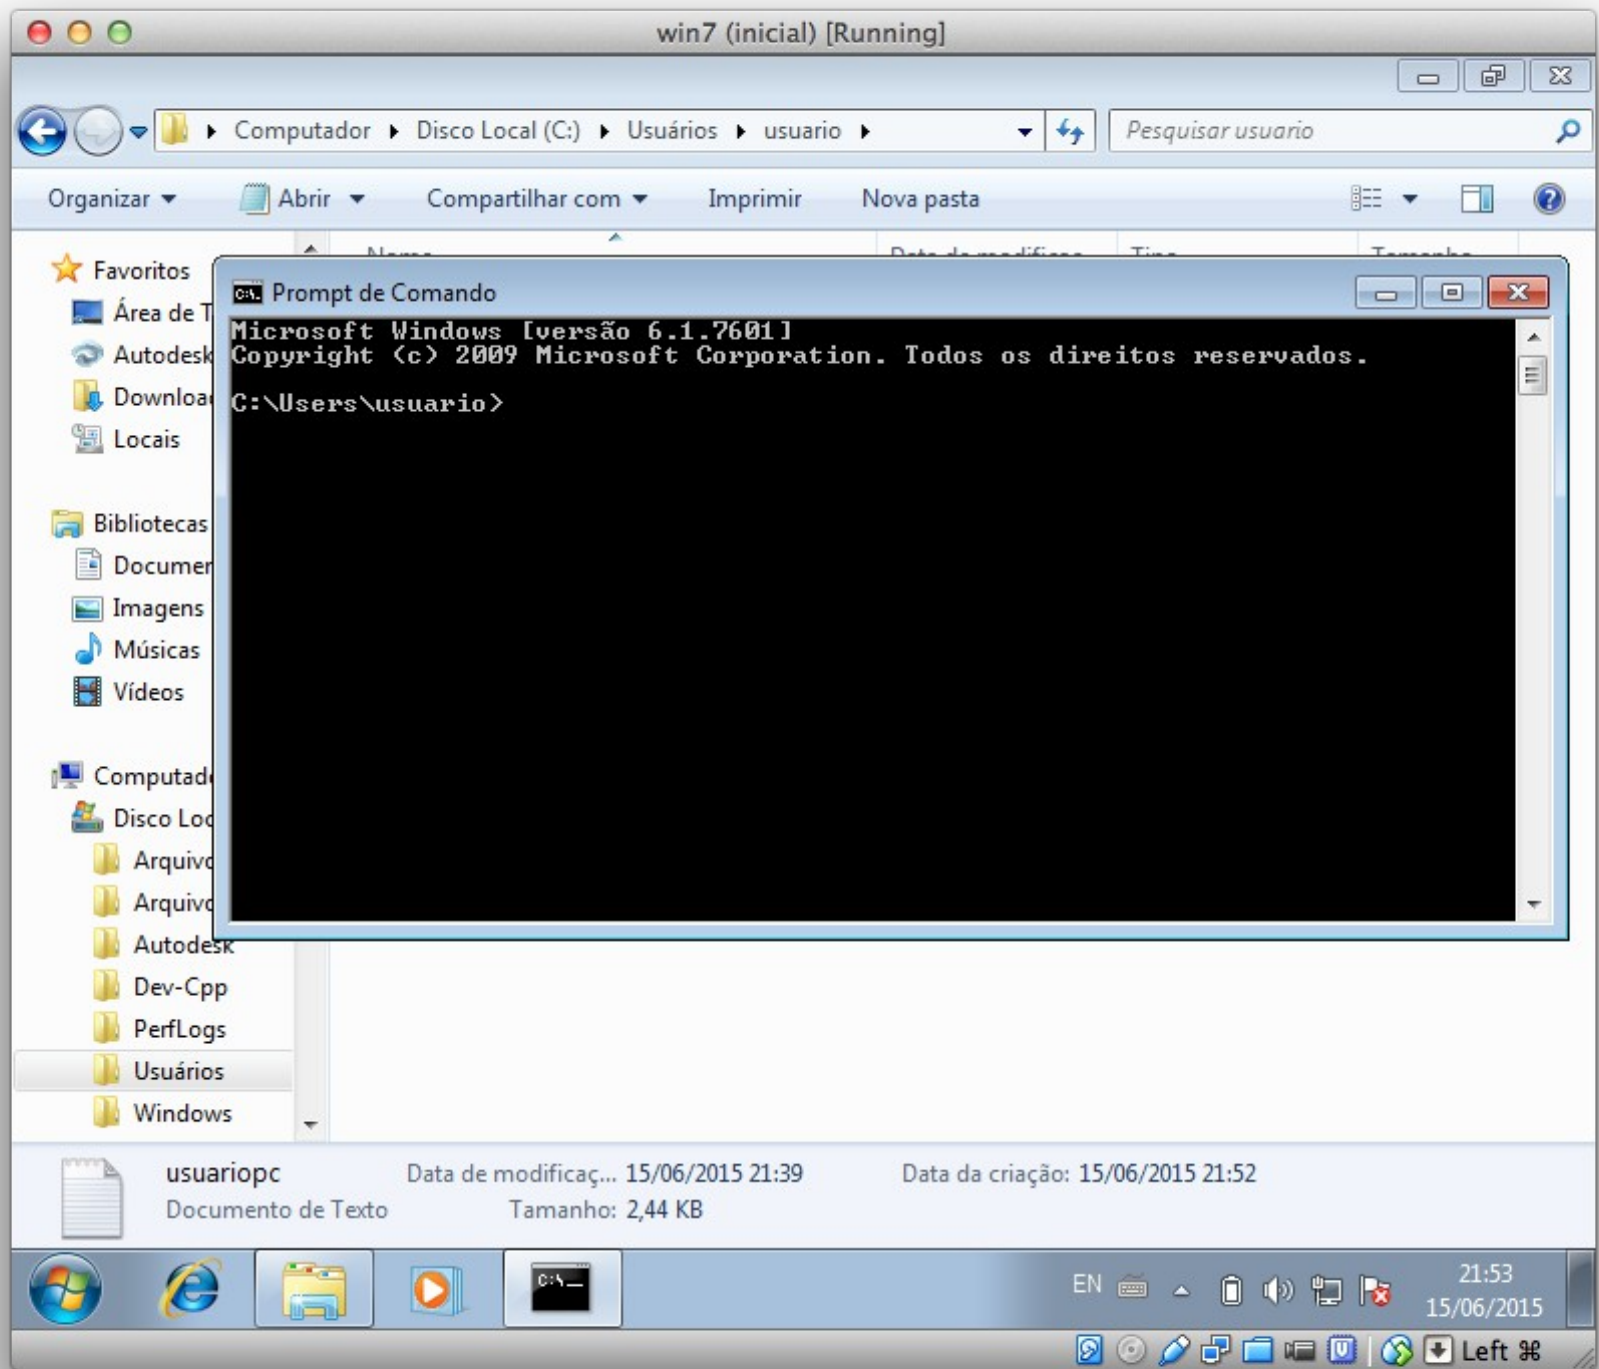 win7 (inicial) [Running]
Computador Disco Local (C:) Usuários usuario
Pesquisar usuario
Organizar Abrir Compartilhar com Imprimir Nova pasta
Favoritos
Área de T
Autodesk
Downloa
Locais
Bibliotecas
Documen
Imagens
Músicas
Vídeos
Computad
Disco Loc
Arquivo
Arquivo
Autodesk
Dev-Cpp
PerfLogs
Usuários
Windows
Prompt de Comando
Microsoft Windows [versão 6.1.7601]
Copyright (c) 2009 Microsoft Corporation. Todos os direitos reservados.
C:\Users\usuario>
usuariopc Data de modificaç... 15/06/2015 21:39 Data da criação: 15/06/2015 21:52
Documento de Texto Tamanho: 2,44 KB
EN
21:53
15/06/2015
Left ⌘